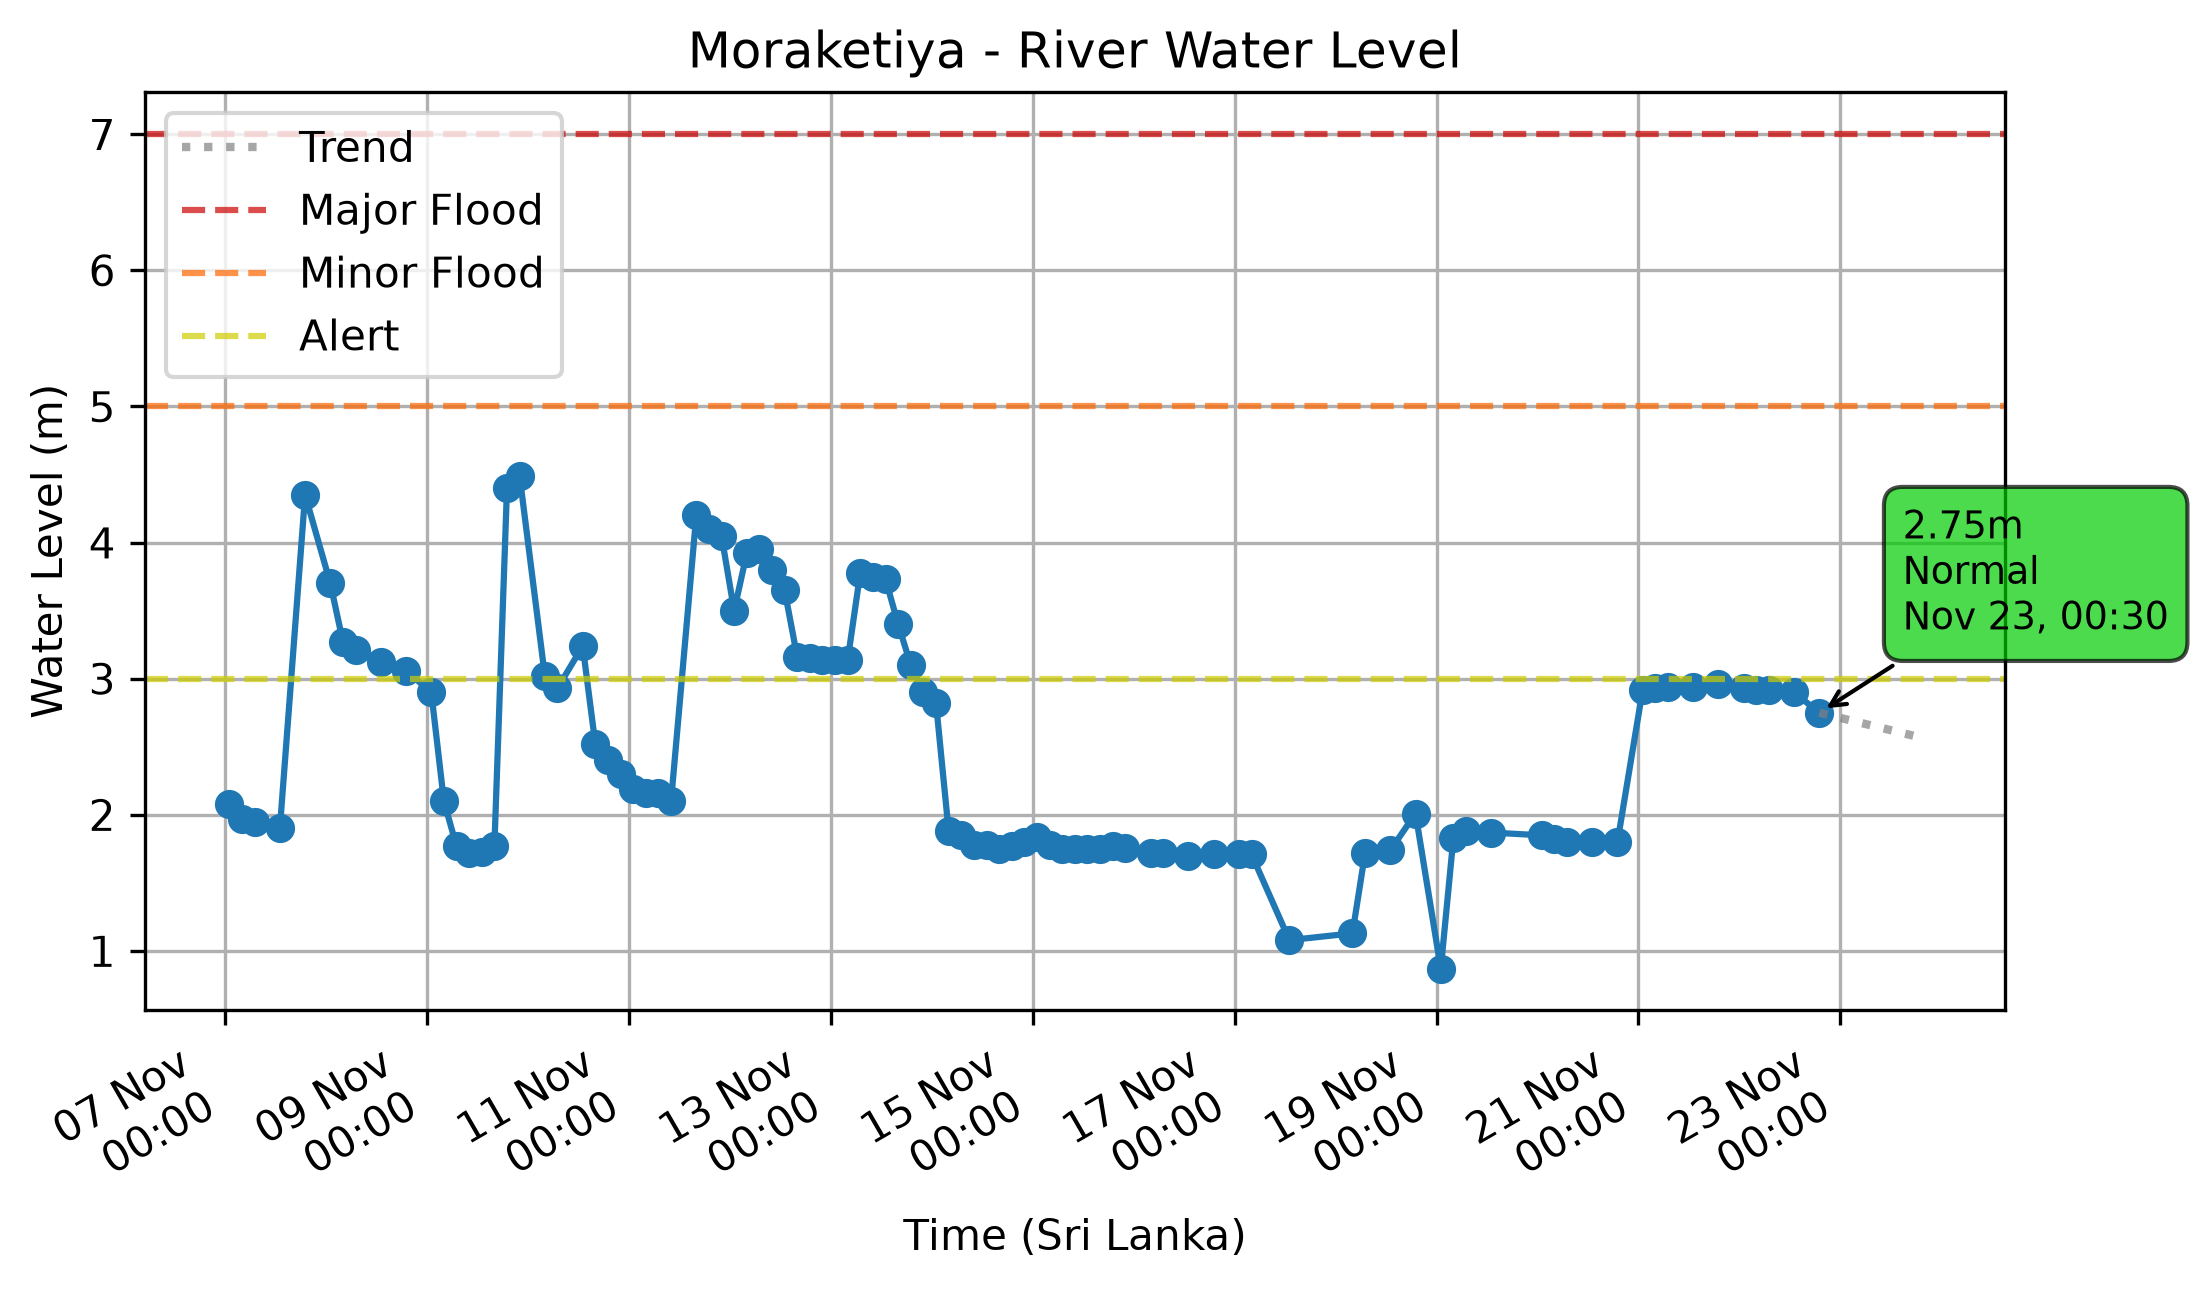 Moraketiya - River Water Level
Trend
Major Flood
Minor Flood
Alert
7
6
5
4
3
2
1
Water Level (m)
2.75m
Normal
Nov 23, 00:30
07 Nov
00:00
09 Nov
00:00
11 Nov
00:00
13 Nov
00:00
15 Nov
00:00
17 Nov
00:00
19 Nov
00:00
21 Nov
00:00
23 Nov
00:00
Time (Sri Lanka)